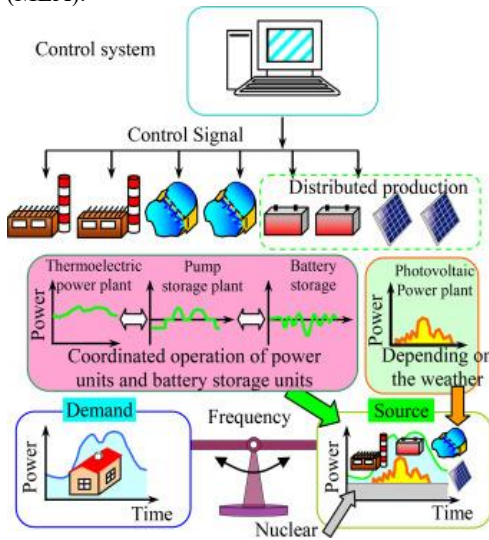 (MLA).
Control system
Control Signal
Distributed production
Thermoelectric
power plant
Pump
storage plant
Battery
storage
Power
Coordinated operation of power
units and battery storage units
Photovoltaic
Power plant
Power
Depending on
the weather
Demand
Power
Time
Frequency
Source
Power
Time
Nuclear